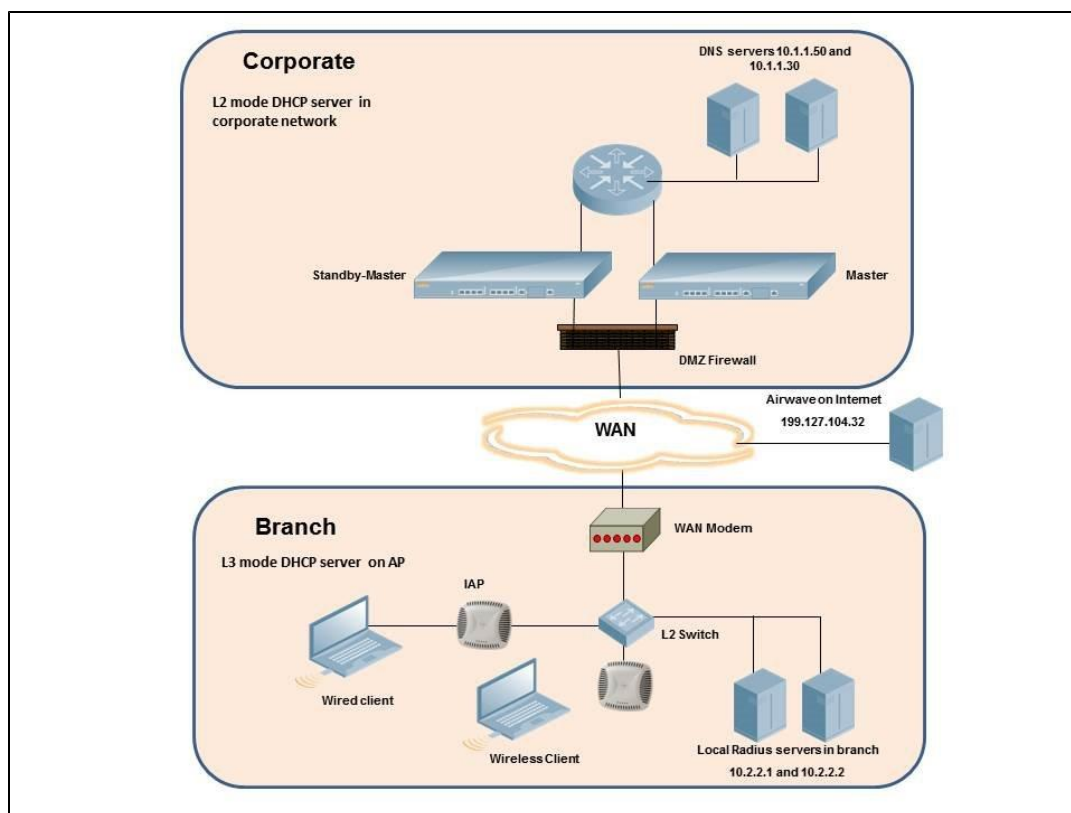 Corporate
L2 mode DHCP server in
corporate network
DNS servers 10.1.1.50 and
10.1.1.30
Standby-Master
Master
DMZ Firewall
Airwave on Internet
199.127.104.32
WAN
Branch
L3 mode DHCP server on AP
WAN Modem
IAP
L2 Switch
Wired client
Wireless Client
Local Radius servers in branch
10.2.2.1 and 10.2.2.2